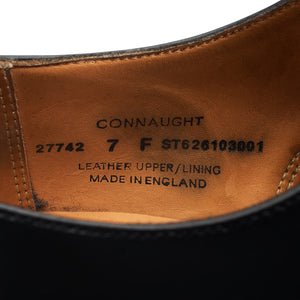 CONNAUGHT
27742 7 F ST626103001
LEATHER UPPER/LINING
MADE IN ENGLAND